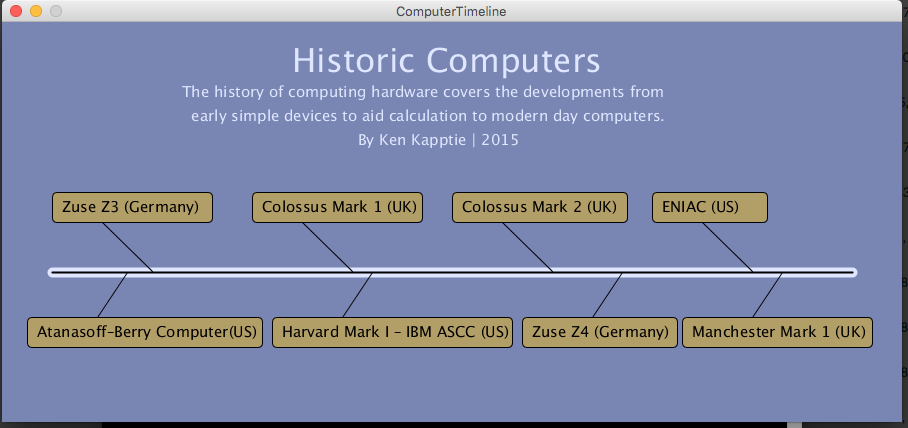 ComputerTimeline
Historic Computers
The history of computing hardware covers the developments from
early simple devices to aid calculation to modern day computers.
By Ken Kapptie | 2015
Zuse Z3 (Germany)
Colossus Mark 1 (UK)
Colossus Mark 2 (UK)
ENIAC (US)
Atanasoff-Berry Computer(US)
Harvard Mark I - IBM ASCC (US)
Zuse Z4 (Germany)
Manchester Mark 1 (UK)